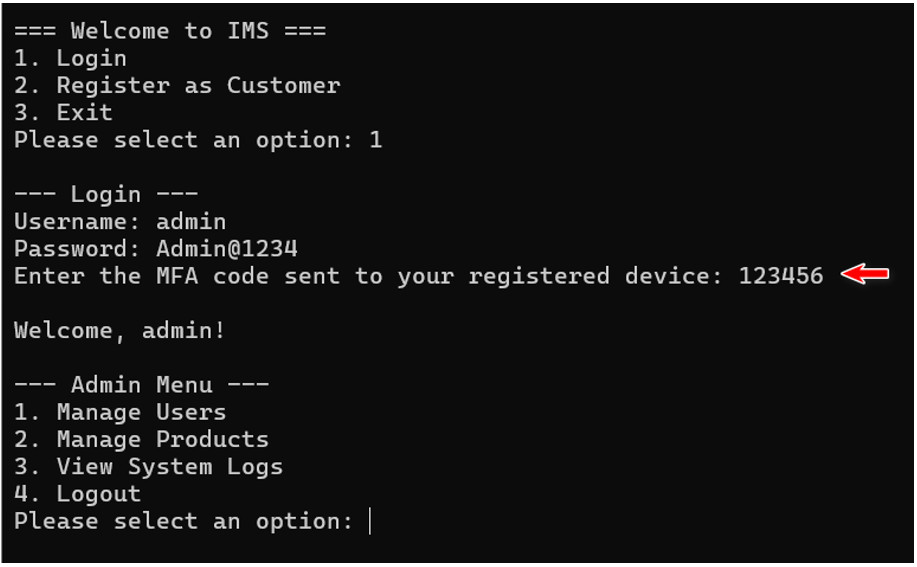 === Welcome to IMS ===
1. Login
2. Register as Customer
3. Exit
Please select an option: 1
--- Login ---
Username: admin
Password: Admin@1234
Enter the MFA code sent to your registered device: 123456
Welcome, admin!
--- Admin Menu ---
1. Manage Users
2. Manage Products
3. View System Logs
4. Logout
Please select an option: